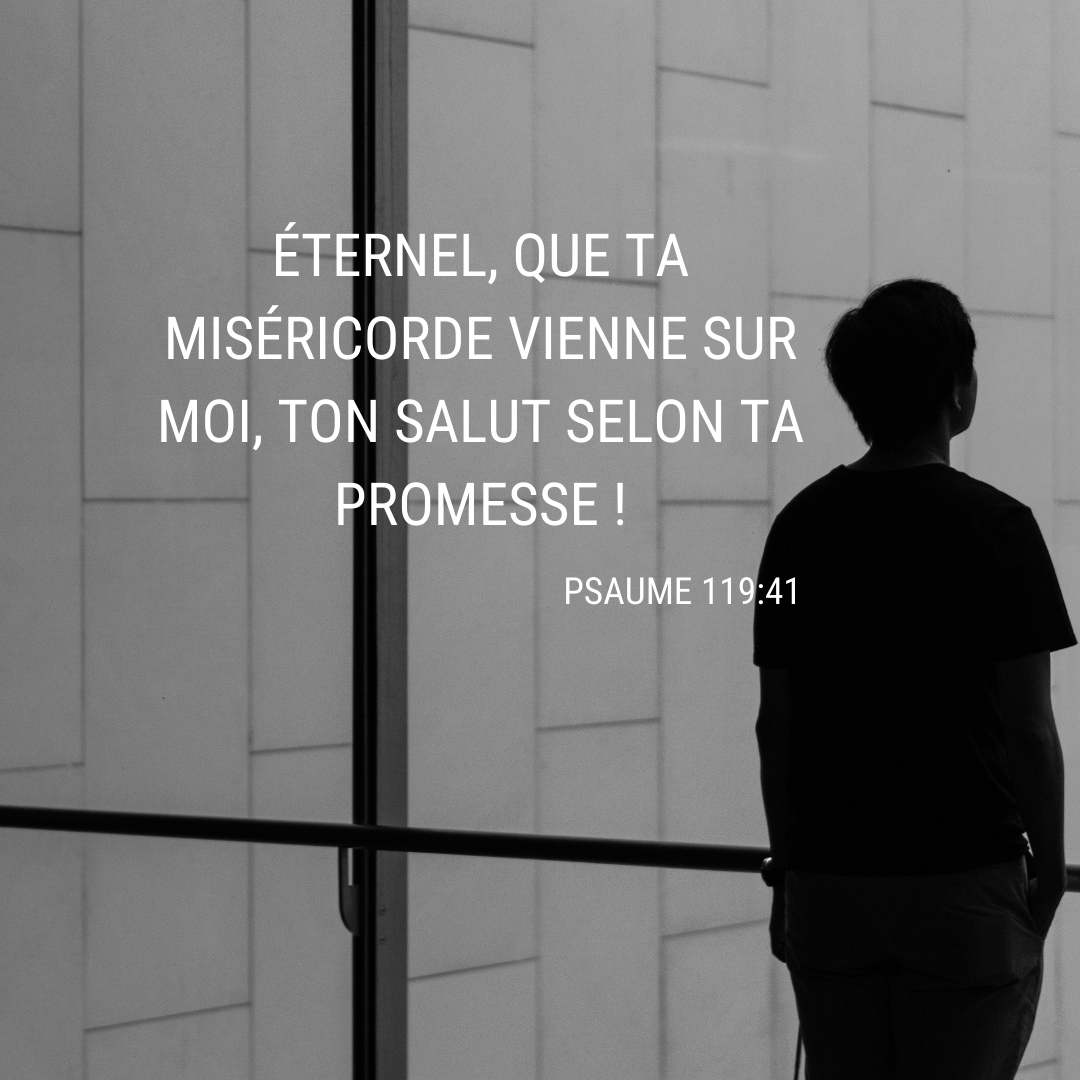 ÉTERNEL, QUE TA
MISÉRICORDE VIENNE SUR
MOI, TON SALUT SELON TA
PROMESSE !
PSAUME 119:41